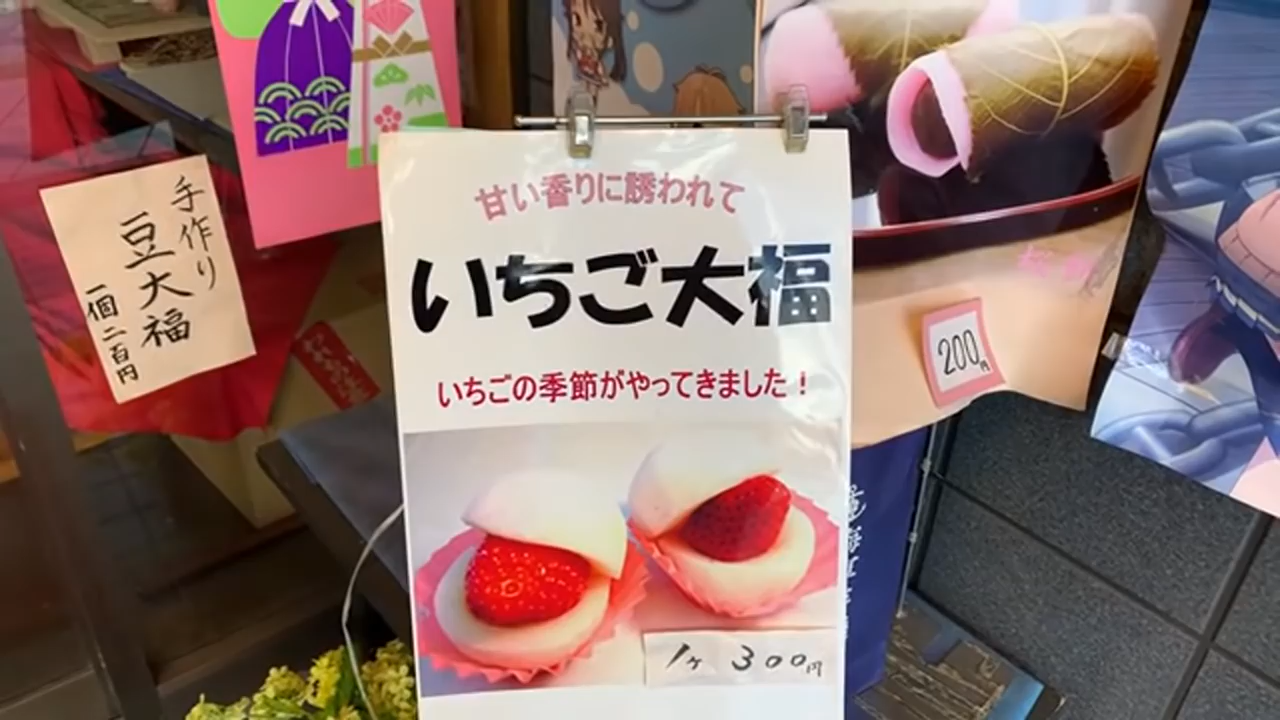 手作り
豆大福
一個二百円
甘い香りに誘われて
いちご大福
いちごの季節がやってきました！
1ヶ 300円
200円